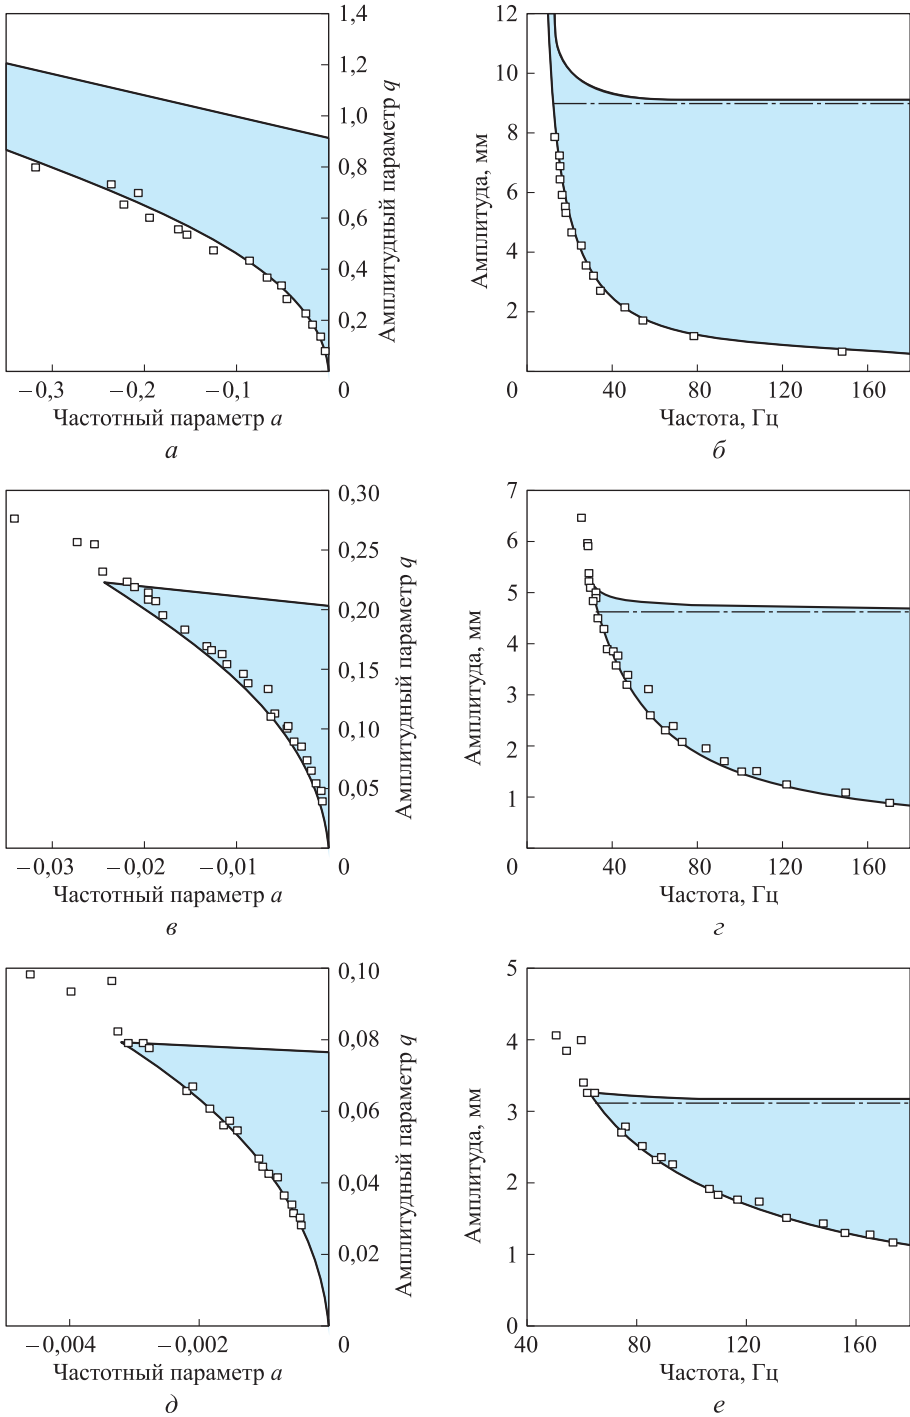 1,4
1,2
1,0
0,8
0,6
0,4
0,2
0
Амплитудный параметр q
−0,3 −0,2 −0,1
Частотный параметр a
а
12
10
8
6
4
2
0
Амплитуда, мм
40 80 120 160
Частота, Гц
б
0,30
0,25
0,20
0,15
0,10
0,05
0
Амплитудный параметр q
−0,03 −0,02 −0,01
Частотный параметр a
в
7
6
5
4
3
2
1
0
Амплитуда, мм
40 80 120 160
Частота, Гц
г
0,10
0,08
0,06
0,04
0,02
0
Амплитудный параметр q
−0,004 −0,002
Частотный параметр a
д
5
4
3
2
1
0
Амплитуда, мм
40 80 120 160
Частота, Гц
е